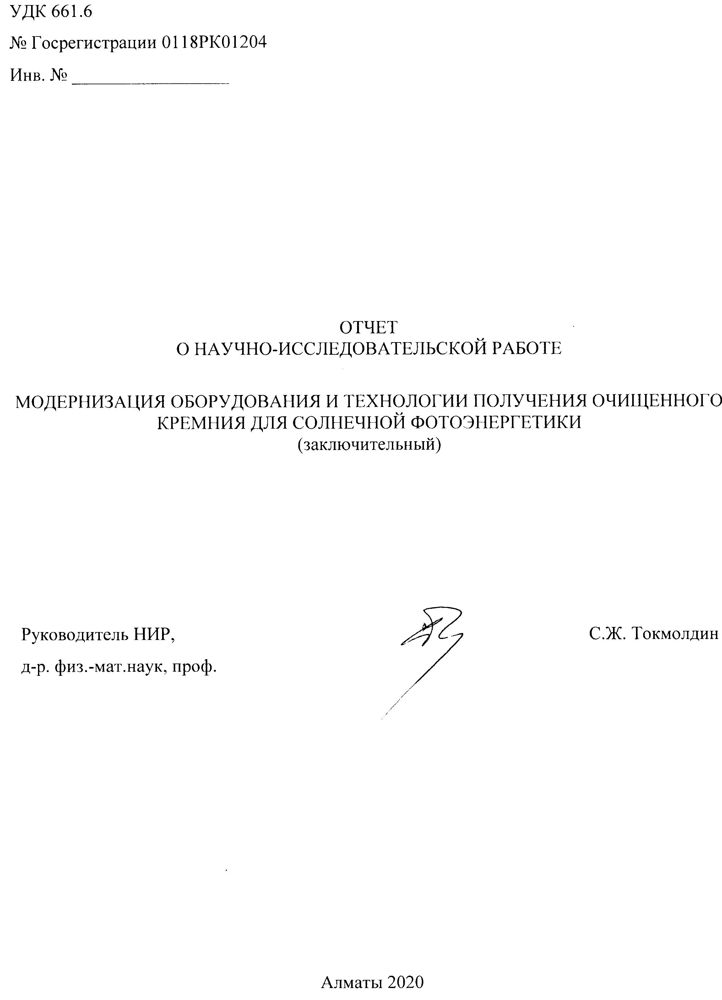 УДК 661.6
№ Госрегистрации 0118РК01204
Инв. № _________________
ОТЧЕТ
О НАУЧНО-ИССЛЕДОВАТЕЛЬСКОЙ РАБОТЕ
МОДЕРНИЗАЦИЯ ОБОРУДОВАНИЯ И ТЕХНОЛОГИИ ПОЛУЧЕНИЯ ОЧИЩЕННОГО
КРЕМНИЯ ДЛЯ СОЛНЕЧНОЙ ФОТОЭНЕРГЕТИКИ
(заключительный)
Руководитель НИР, С.Ж. Токмолдин
д-р. физ.-мат.наук, проф.
Алматы 2020